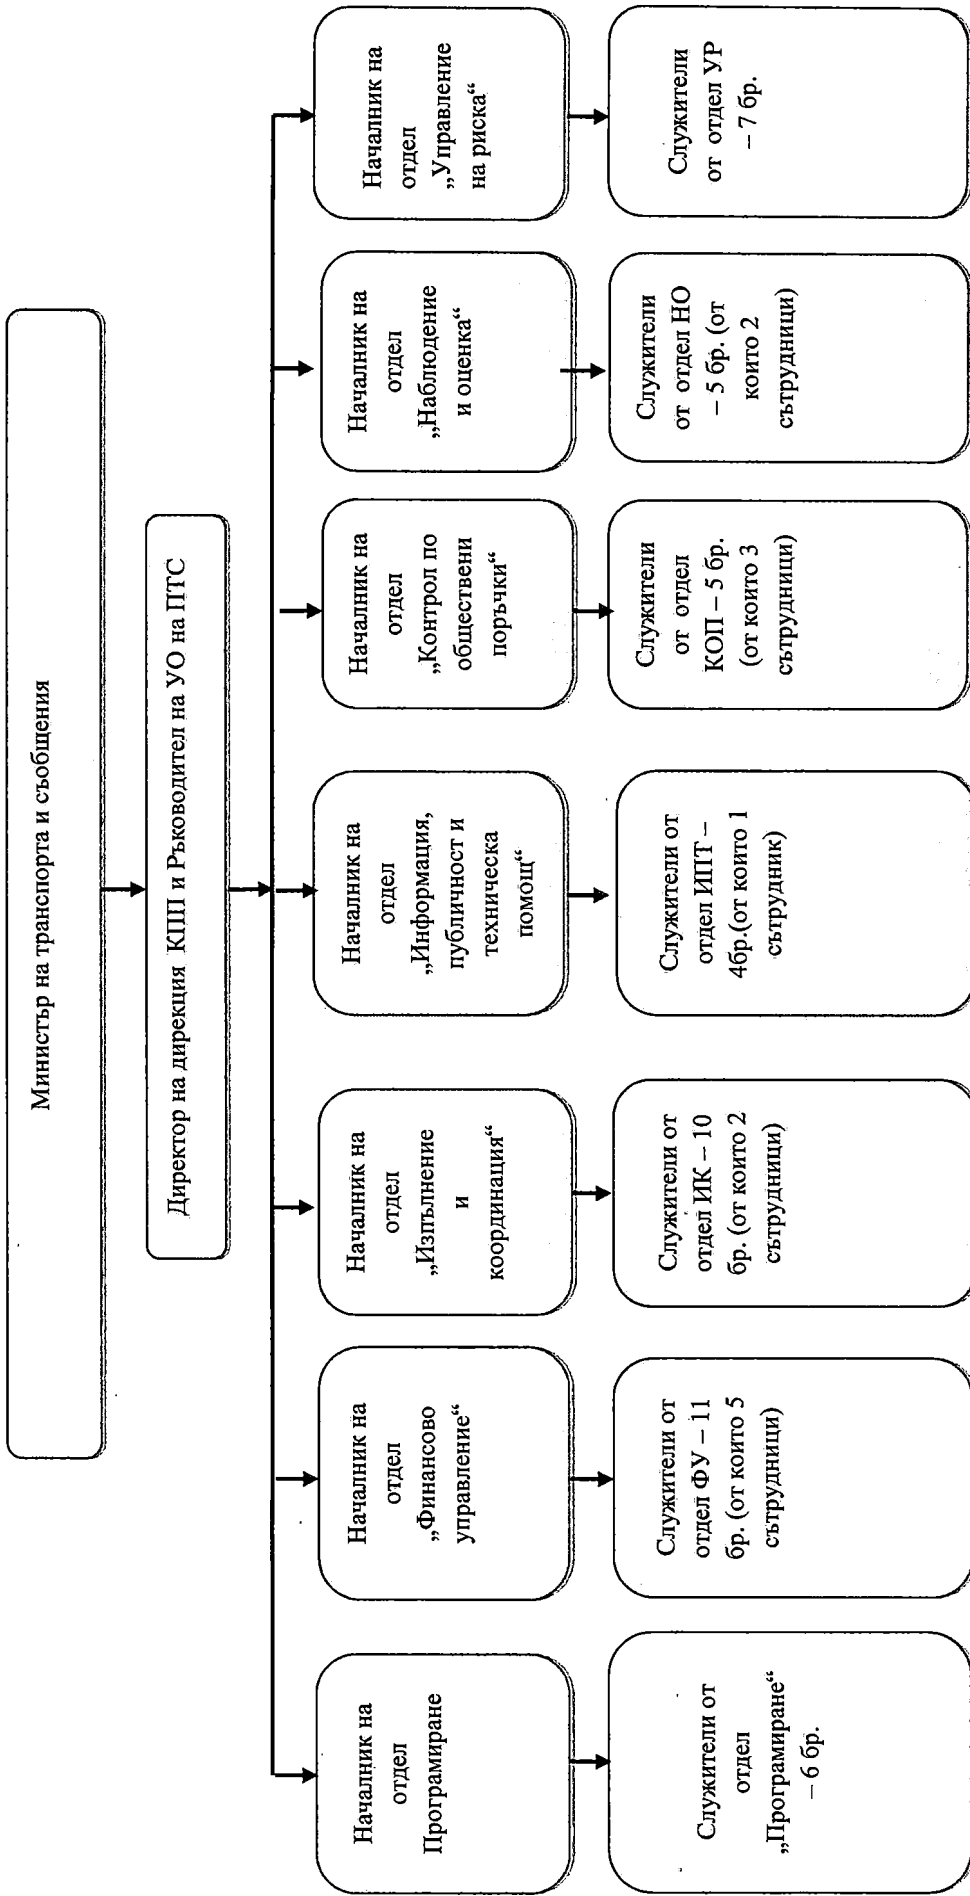 Министър на транспорта и съобщения
Директор на дирекция КПП и Ръководител на УО на ПТС
Началник на
отдел
Програмиране
Началник на
отдел
„Финансово
управление“
Началник на
отдел
„Изпълнение
и
координация“
Началник на
отдел
„Информация,
публичност и
техническа
помощ“
Началник на
отдел
„Контрол по
обществени
поръчки“
Началник на
отдел
„Наблюдение
и оценка“
Началник на
отдел
„Управление
на риска“
Служители от
отдел
„Програмиране“
– 6 бр.
Служители от
отдел ФУ – 11
бр. (от които 5
сътрудници)
Служители от
отдел ИК – 10
бр. (от които 2
сътрудници)
Служители от
отдел ИПТ –
4бр.(от които 1
сътрудник)
Служители
от отдел
КОП – 5 бр.
(от които 3
сътрудници)
Служители
от отдел НО
– 5 бр. (от
които 2
сътрудници)
Служители
от отдел УР
– 7 бр.